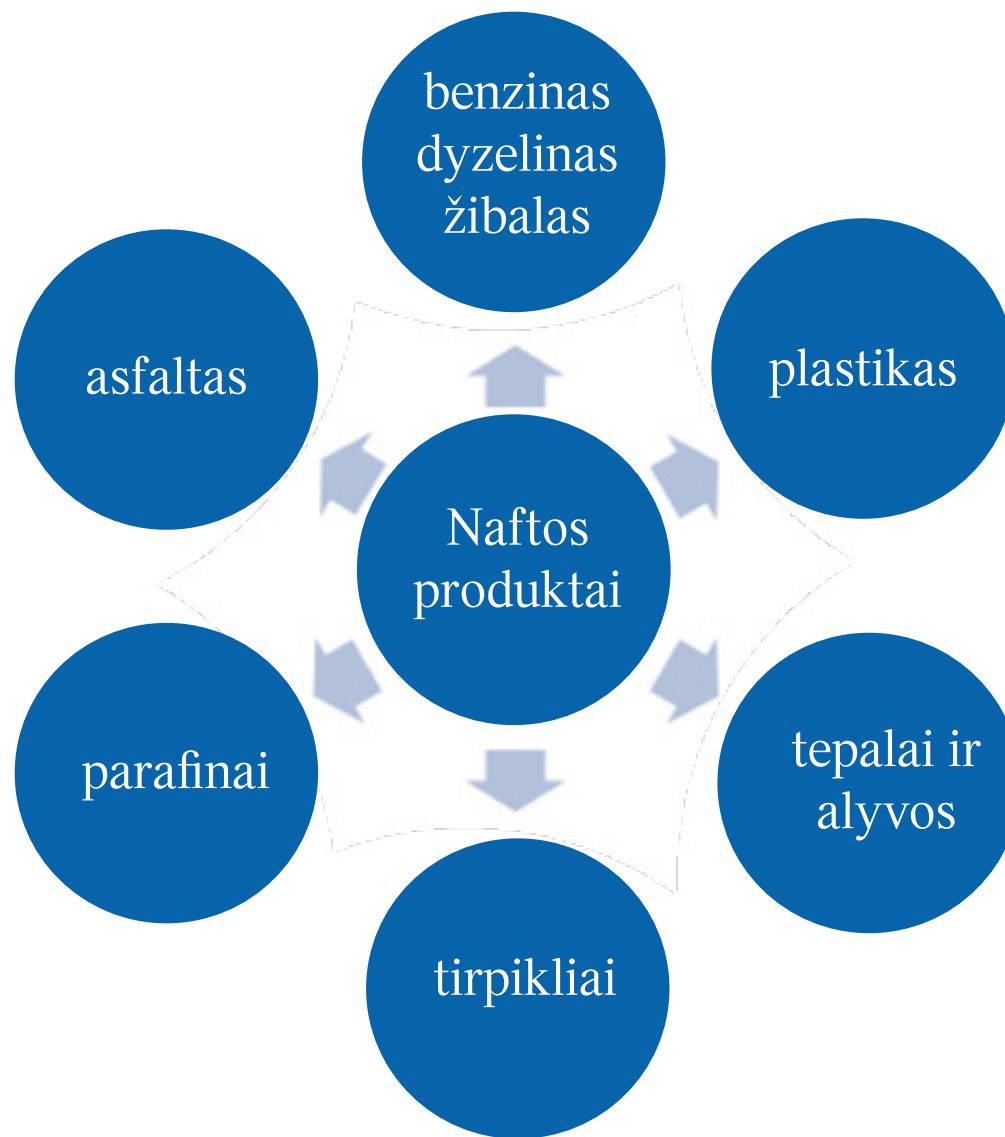 benzinas
dyzelinas
žibalas
asfaltas
plastikas
Naftos
produktai
parafinai
tepalai ir
alyvos
tirpikliai